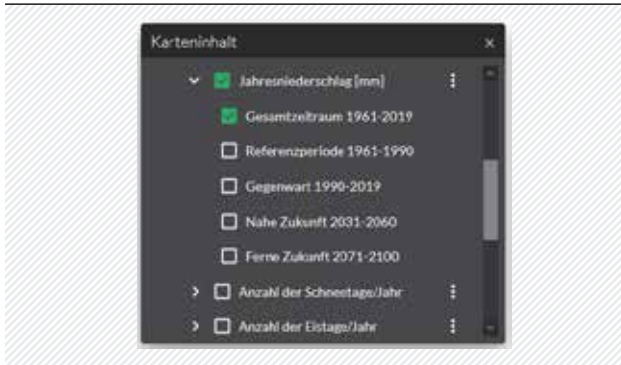 Karteninhalt
Jahresniederschlag [mm]
Gesamtzeitraum 1961-2019
Referenzperiode 1961-1990
Gegenwart 1990-2019
Nahe Zukunft 2031-2060
Ferne Zukunft 2071-2100
Anzahl der Schneetage/Jahr
Anzahl der Eistage/Jahr